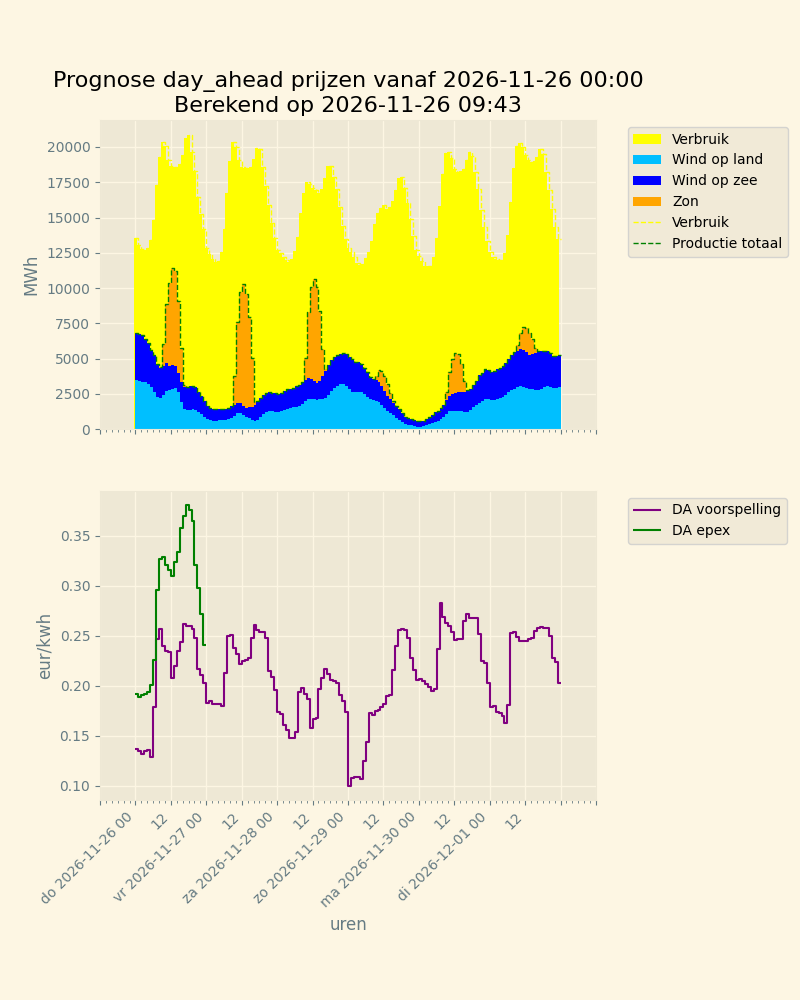 Prognose day_ahead prijzen vanaf 2026-11-26 00:00
Berekend op 2026-11-26 09:43
20000
17500
15000
12500
10000
7500
5000
2500
0
MWh
Verbruik
Wind op land
Wind op zee
Zon
Verbruik
Productie totaal
0.35
0.30
0.25
0.20
0.15
0.10
eur/kwh
DA voorspelling
DA epex
do 2026-11-26 00
12
vr 2026-11-27 00
12
za 2026-11-28 00
12
zo 2026-11-29 00
12
ma 2026-11-30 00
12
di 2026-12-01 00
12
uren